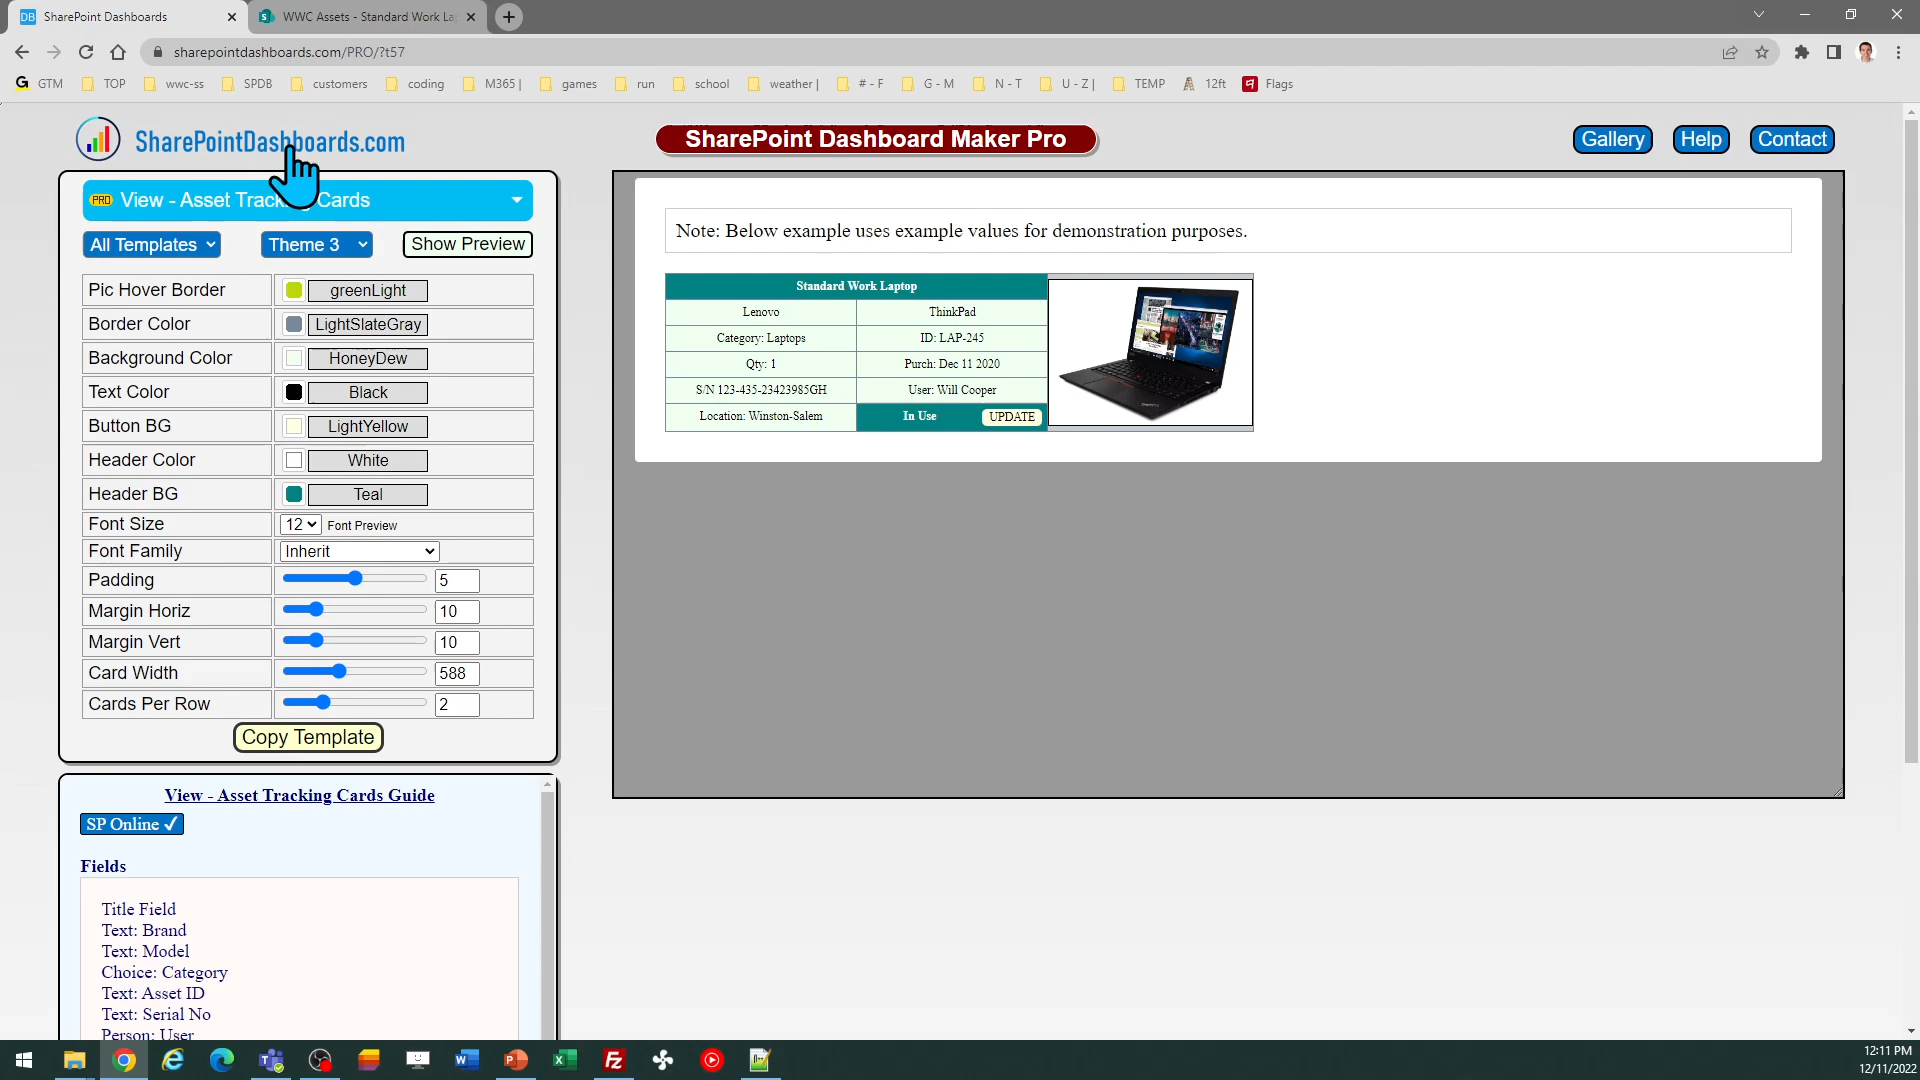 DB SharePoint Dashboards
S WWC Assets - Standard Work La
sharepointdashboards.com/PRO/?t57
G GTM TOP wwc-ss SPDB customers coding M365 | games run school weather | # - F G - M N - T U - Z | TEMP 12ft Flags
SharePointDashboards.com
SharePoint Dashboard Maker Pro
Gallery Help Contact
PRO View - Asset Tracking Cards
All Templates Theme 3 Show Preview
Pic Hover Border greenLight
Border Color LightSlateGray
Background Color HoneyDew
Text Color Black
Button BG LightYellow
Header Color White
Header BG Teal
Font Size 12 Font Preview
Font Family Inherit
Padding 5
Margin Horiz 10
Margin Vert 10
Card Width 588
Cards Per Row 2
Copy Template
Note: Below example uses example values for demonstration purposes.
Standard Work Laptop
Lenovo ThinkPad
Category: Laptops ID: LAP-245
Qty: 1 Purch: Dec 11 2020
S/N 123-435-23423985GH User: Will Cooper
Location: Winston-Salem In Use UPDATE
View - Asset Tracking Cards Guide
SP Online ✓
Fields
Title Field
Text: Brand
Text: Model
Choice: Category
Text: Asset ID
Text: Serial No
Person: User
12:11 PM
12/11/2022